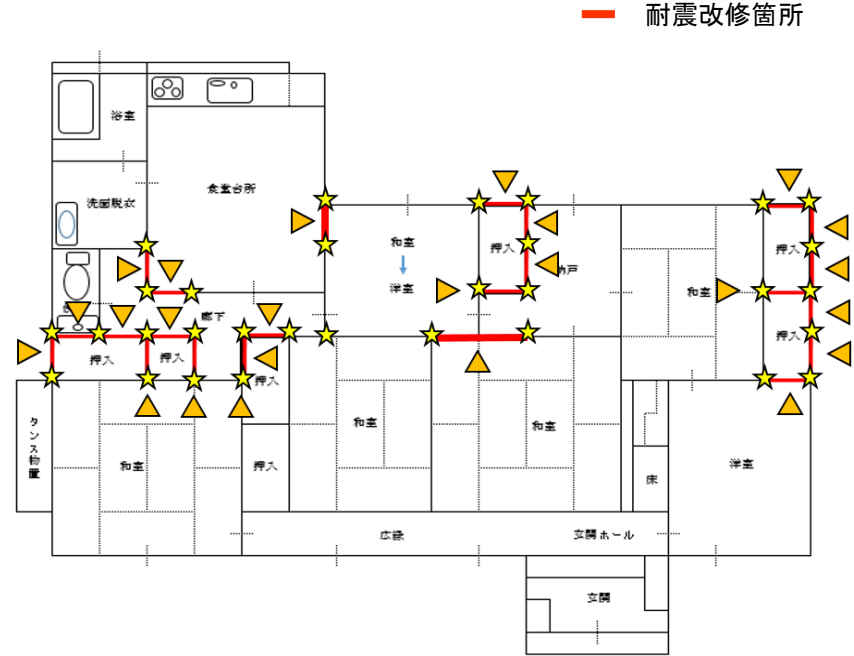 耐震改修箇所
浴室
洗面脱衣
食堂台所
和室
洋室
押入
納戸
押入
和室
廊下
押入
押入
押入
押入
タンス物置
和室
押入
和室
和室
床
洋室
広縁
玄関ホール
玄関